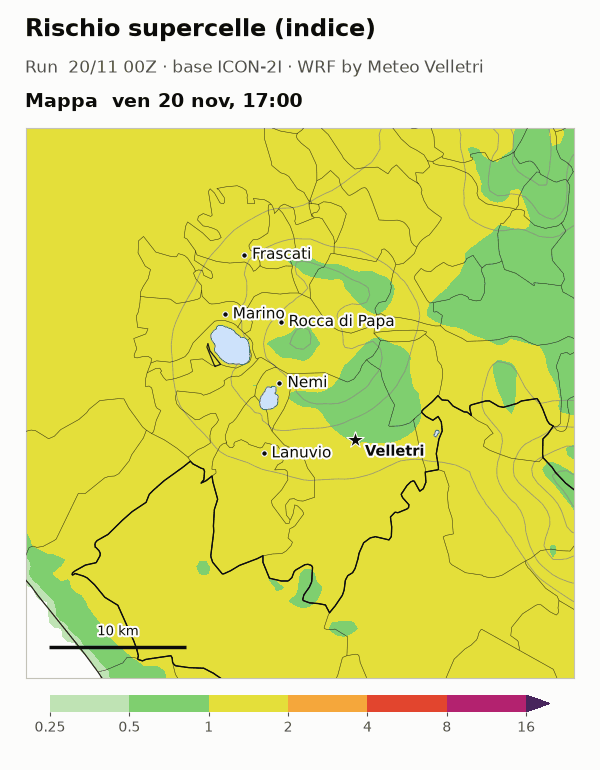 Rischio supercelle (indice)
Run  20/11 00Z · base ICON-2I · WRF by Meteo Velletri
Mappa  ven 20 nov, 17:00
Frascati
Marino
Rocca di Papa
Nemi
Velletri
Lanuvio
10 km
0.25 0.5 1 2 4 8 16